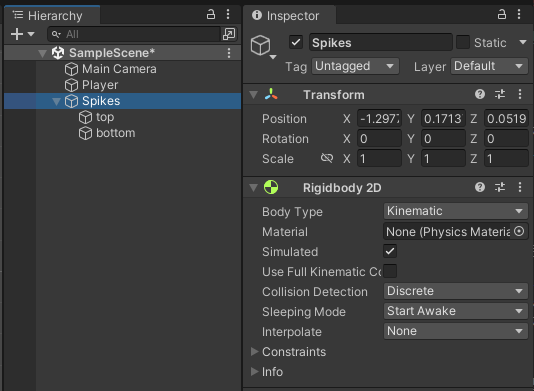 Hierarchy
All
SampleScene*
Main Camera
Player
Spikes
top
bottom
Inspector
Spikes
Static
Tag Untagged Layer Default
Transform
Position X -1.2977 Y 0.1713 Z 0.0519
Rotation X 0 Y 0 Z 0
Scale X 1 Y 1 Z 1
Rigidbody 2D
Body Type Kinematic
Material None (Physics Materia
Simulated
Use Full Kinematic Co
Collision Detection Discrete
Sleeping Mode Start Awake
Interpolate None
Constraints
Info